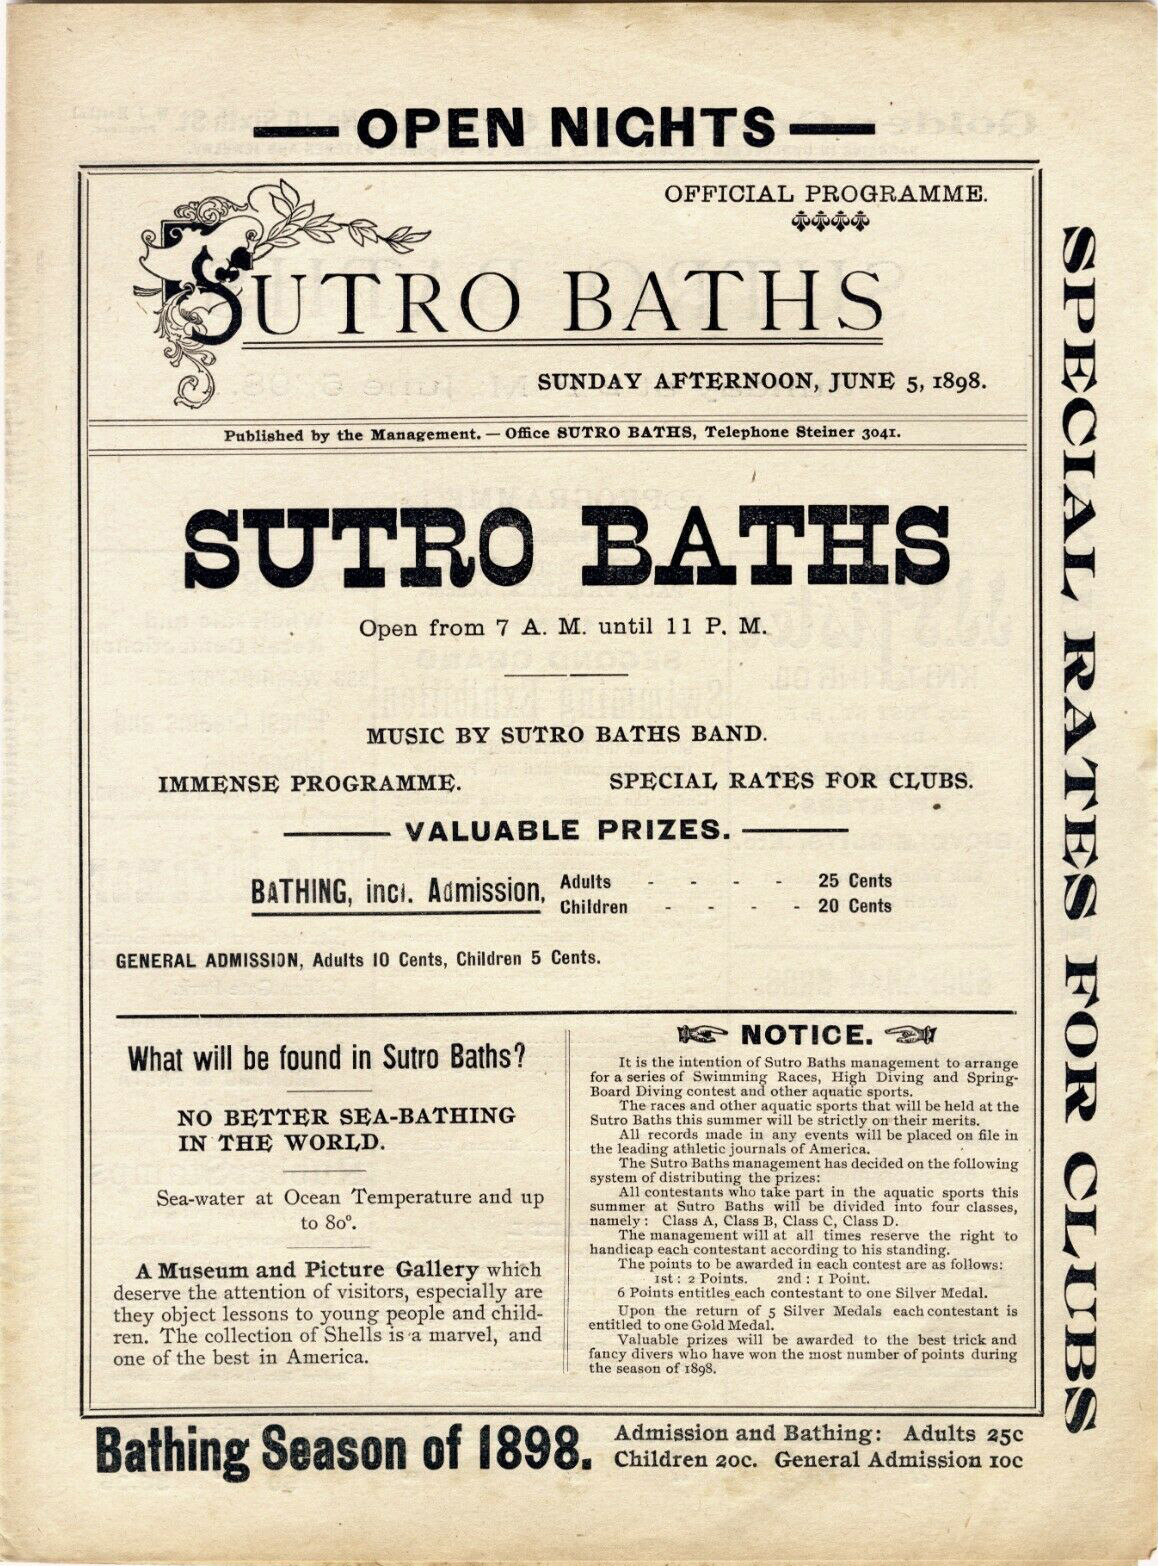 OPEN NIGHTS
OFFICIAL PROGRAMME.
SUTRO BATHS
SUNDAY AFTERNOON, JUNE 5, 1898.
Published by the Management. — Office SUTRO BATHS, Telephone Steiner 3041.
SUTRO BATHS
Open from 7 A. M. until 11 P. M.
MUSIC BY SUTRO BATHS BAND.
IMMENSE PROGRAMME. SPECIAL RATES FOR CLUBS.
VALUABLE PRIZES.
BATHING, incl. Admission, Adults - - - - 25 Cents
Children - - - - 20 Cents
GENERAL ADMISSION, Adults 10 Cents, Children 5 Cents.
What will be found in Sutro Baths?
NO BETTER SEA-BATHING
IN THE WORLD.
Sea-water at Ocean Temperature and up
to 80°.
A Museum and Picture Gallery which
deserve the attention of visitors, especially are
they object lessons to young people and child-
ren. The collection of Shells is a marvel, and
one of the best in America.
NOTICE.
It is the intention of Sutro Baths management to arrange
for a series of Swimming Races, High Diving and Spring-
Board Diving contest and other aquatic sports.
The races and other aquatic sports that will be held at the
Sutro Baths this summer will be strictly on their merits.
All records made in any events will be placed on file in
the leading athletic journals of America.
The Sutro Baths management has decided on the following
system of distributing the prizes:
All contestants who take part in the aquatic sports this
summer at Sutro Baths will be divided into four classes,
namely: Class A, Class B, Class C, Class D.
The management will at all times reserve the right to
handicap each contestant according to his standing.
The points to be awarded in each contest are as follows:
1st: 2 Points. 2nd: 1 Point.
6 Points entitles each contestant to one Silver Medal.
Upon the return of 5 Silver Medals each contestant is
entitled to one Gold Medal.
Valuable prizes will be awarded to the best trick and
fancy divers who have won the most number of points during
the season of 1898.
Bathing Season of 1898. Admission and Bathing: Adults 25c
Children 20c. General Admission 10c
SPECIAL RATES FOR CLUBS